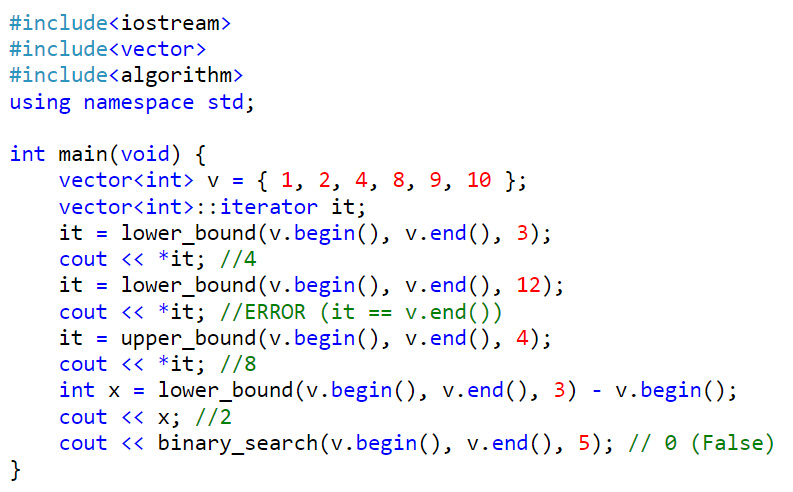 #include<iostream>
#include<vector>
#include<algorithm>
using namespace std;

int main(void) {
    vector<int> v = { 1, 2, 4, 8, 9, 10 };
    vector<int>::iterator it;
    it = lower_bound(v.begin(), v.end(), 3);
    cout << *it; //4
    it = lower_bound(v.begin(), v.end(), 12);
    cout << *it; //ERROR (it == v.end())
    it = upper_bound(v.begin(), v.end(), 4);
    cout << *it; //8
    int x = lower_bound(v.begin(), v.end(), 3) - v.begin();
    cout << x; //2
    cout << binary_search(v.begin(), v.end(), 5); // 0 (False)
}